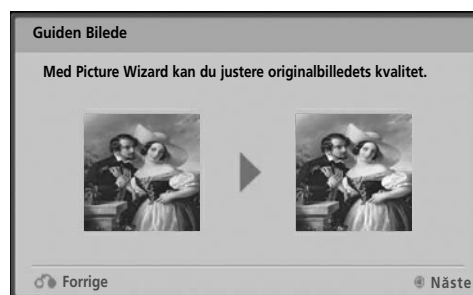 Guiden Bilede
Med Picture Wizard kan du justere originalbilledets kvalitet.
Forrige
Näste